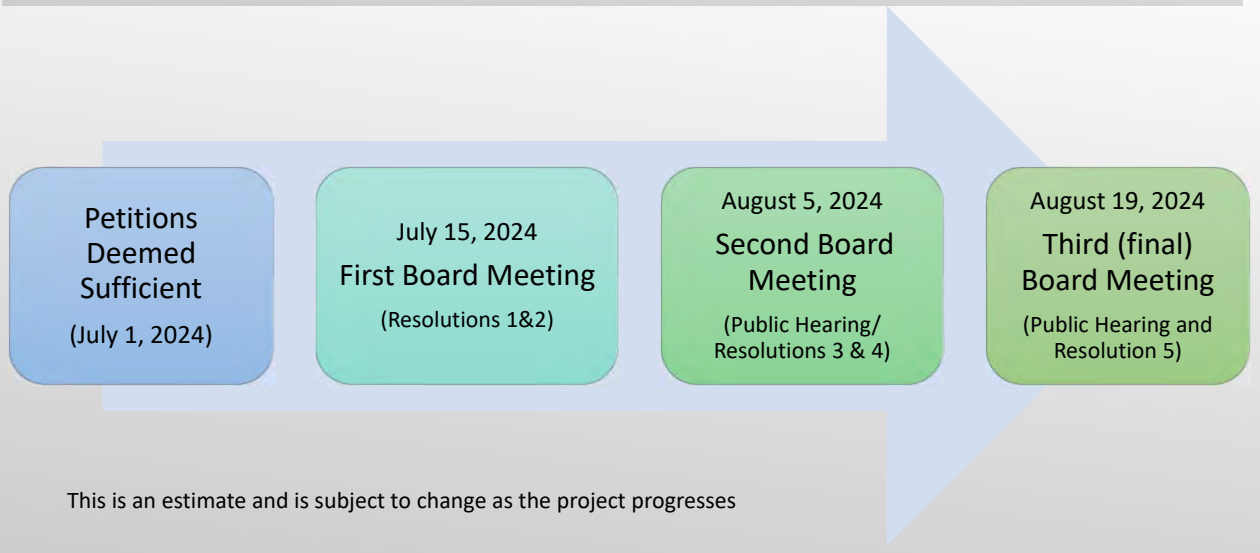 Petitions
Deemed
Sufficient
(July 1, 2024)
July 15, 2024
First Board Meeting
(Resolutions 1&2)
August 5, 2024
Second Board
Meeting
(Public Hearing/
Resolutions 3 & 4)
August 19, 2024
Third (final)
Board Meeting
(Public Hearing and
Resolution 5)
This is an estimate and is subject to change as the project progresses